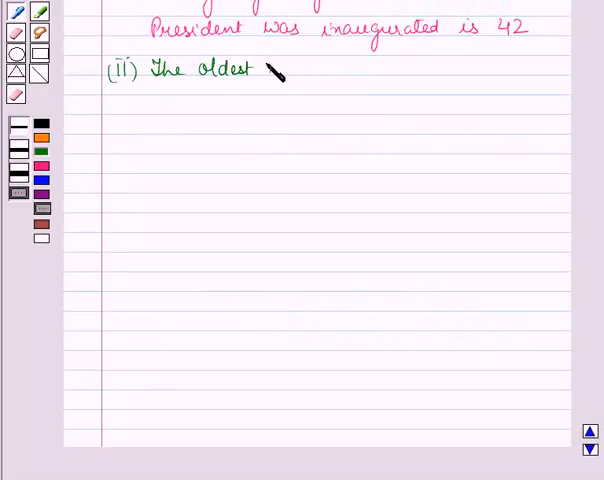 President was inaugurated is 42
(ii) The oldest